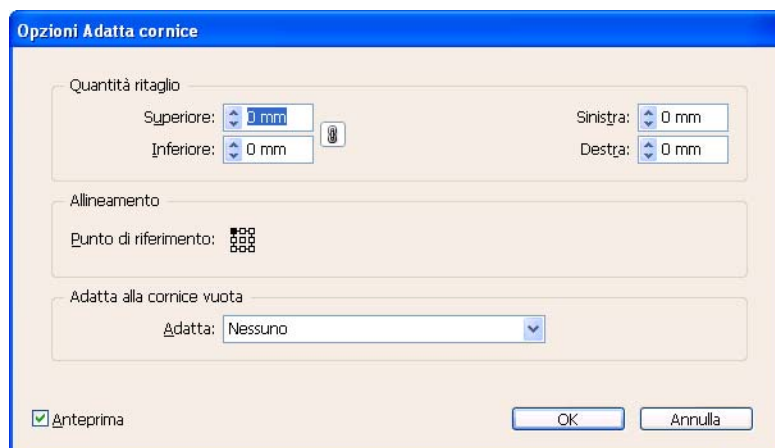 Opzioni Adatta cornice
Quantità ritaglio
Superiore: 0 mm Sinistra: 0 mm
Inferiore: 0 mm Destra: 0 mm
Allineamento
Punto di riferimento:
Adatta alla cornice vuota
Adatta: Nessuno
Anteprima OK Annulla